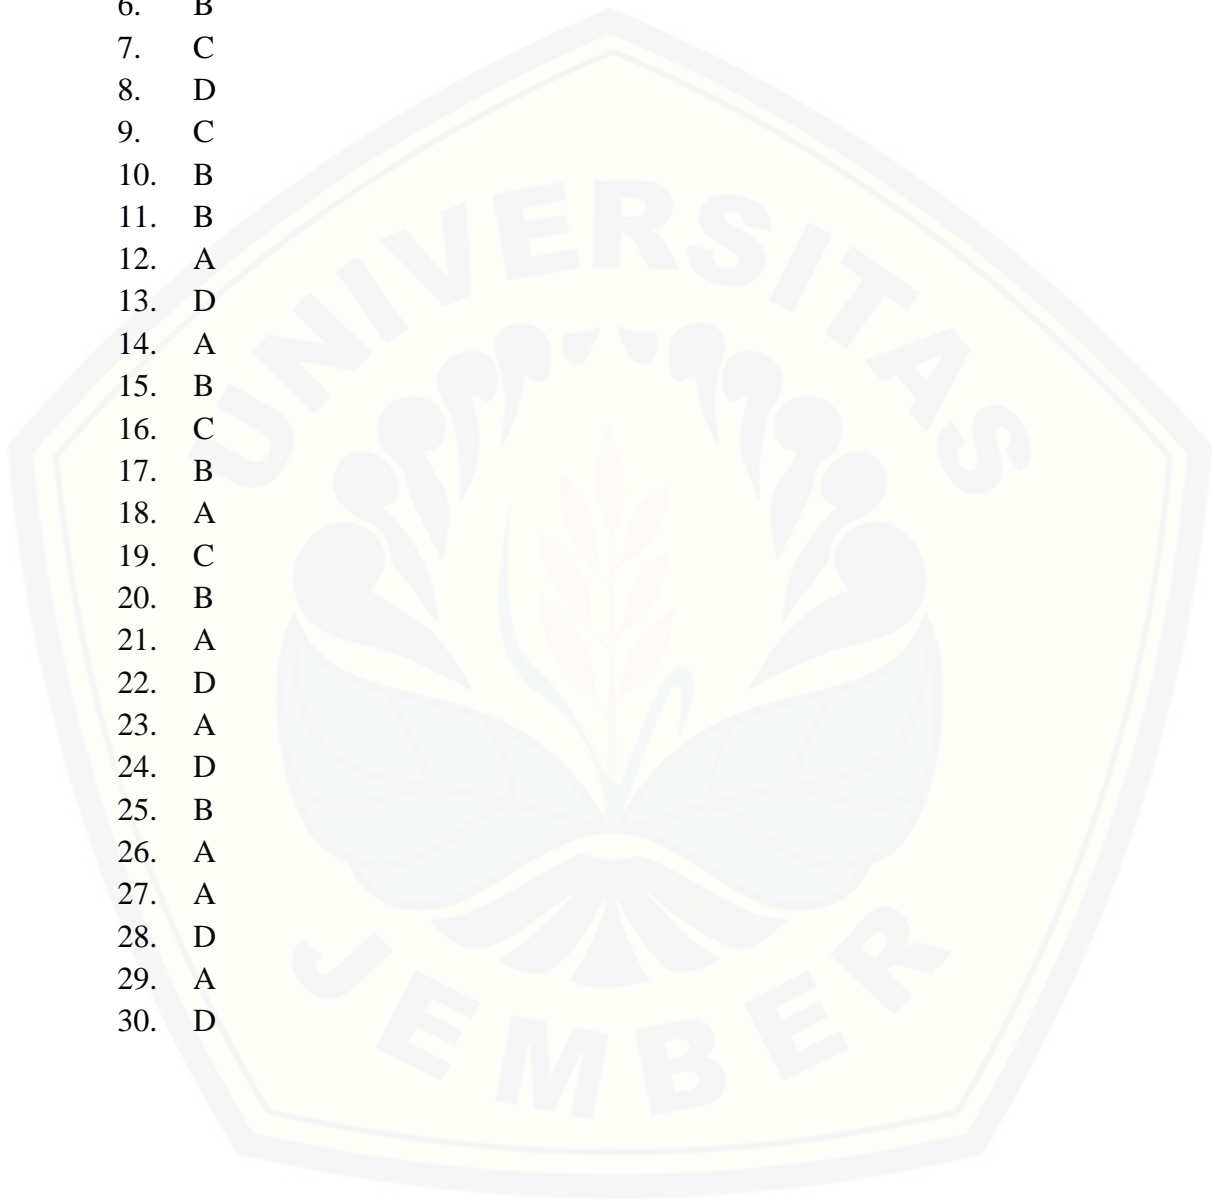 6. B
7. C
8. D
9. C
10. B
11. B
12. A
13. D
14. A
15. B
16. C
17. B
18. A
19. C
20. B
21. A
22. D
23. A
24. D
25. B
26. A
27. A
28. D
29. A
30. D
UNIVERSITAS
JEMBER